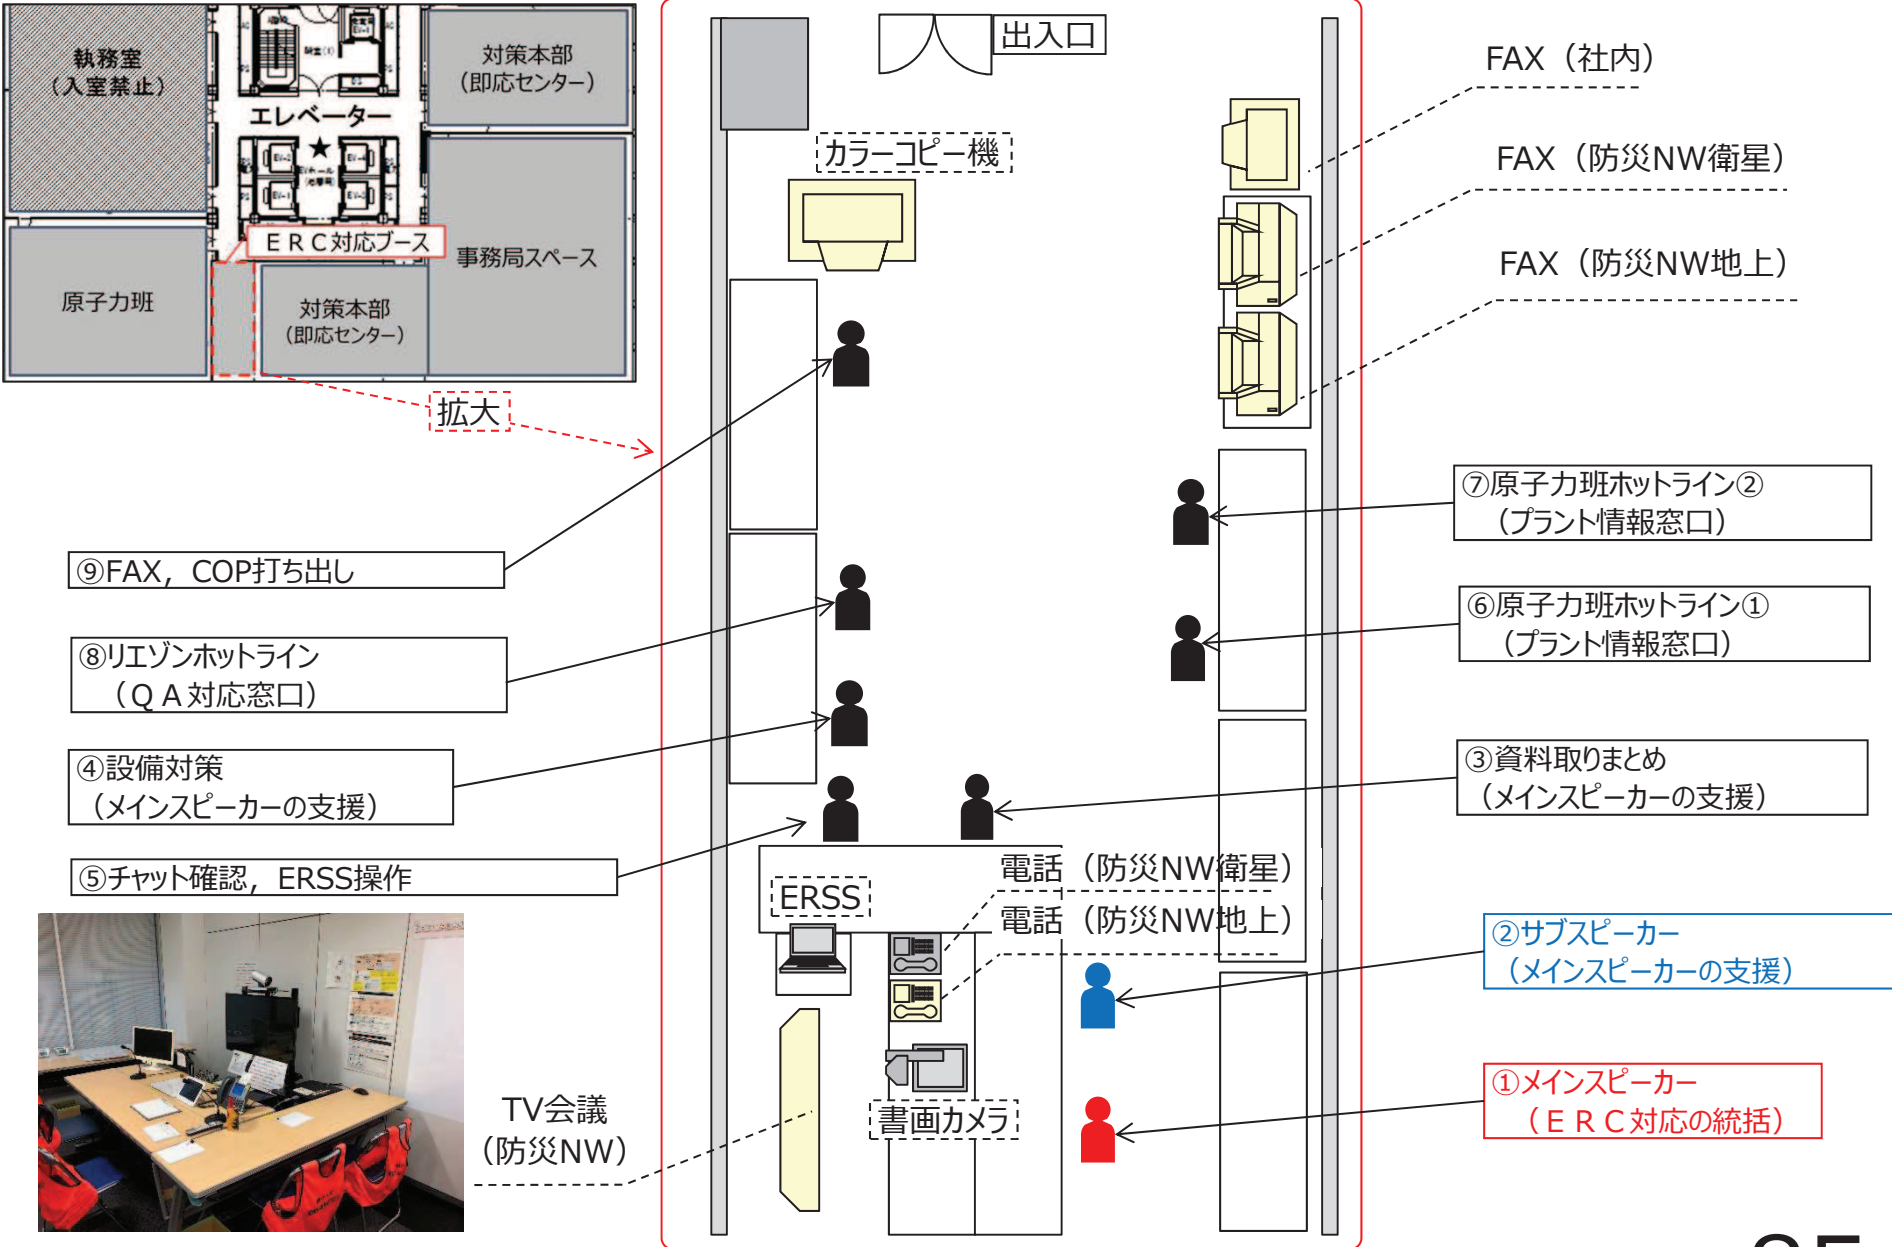 執務室
（入室禁止）
対策本部
（即応センター）
エレベーター
★
ＥＲＣ対応ブース
事務局スペース
原子力班
対策本部
（即応センター）
拡大
出入口
カラーコピー機
FAX（社内）
FAX（防災NW衛星）
FAX（防災NW地上）
⑦原子力班ホットライン②
（プラント情報窓口）
⑥原子力班ホットライン①
（プラント情報窓口）
⑨FAX，COP打ち出し
⑧リエゾンホットライン
（ＱＡ対応窓口）
④設備対策
（メインスピーカーの支援）
③資料取りまとめ
（メインスピーカーの支援）
⑤チャット確認，ERSS操作
電話（防災NW衛星）
ERSS
電話（防災NW地上）
②サブスピーカー
（メインスピーカーの支援）
①メインスピーカー
（ＥＲＣ対応の統括）
TV会議
（防災NW）
書画カメラ